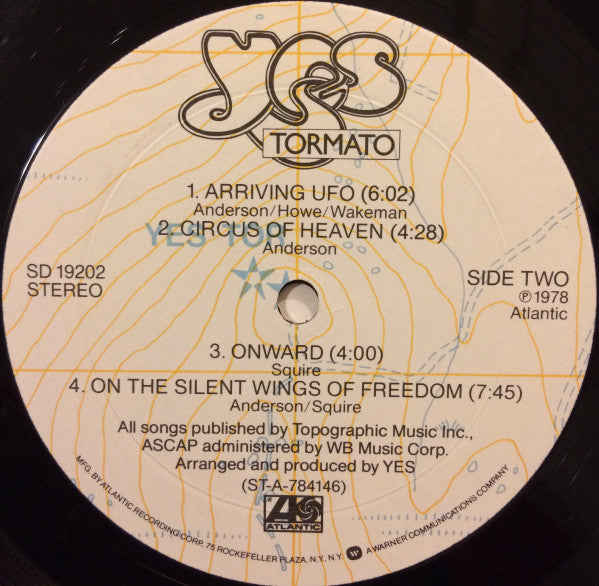 YES
TORMATO
1. ARRIVING UFO (6:02)
Anderson/Howe/Wakeman
YES TOR
2. CIRCUS OF HEAVEN (4:28)
Anderson
SD 19202
STEREO
SIDE TWO
℗1978
Atlantic
3. ONWARD (4:00)
Squire
4. ON THE SILENT WINGS OF FREEDOM (7:45)
Anderson/Squire
All songs published by Topographic Music Inc.,
ASCAP administered by WB Music Corp.
Arranged and produced by YES
(ST-A-784146)
ATLANTIC
MFG. BY ATLANTIC RECORDING CORP. 75 ROCKEFELLER PLAZA, N.Y., N.Y. W A WARNER COMMUNICATIONS COMPANY